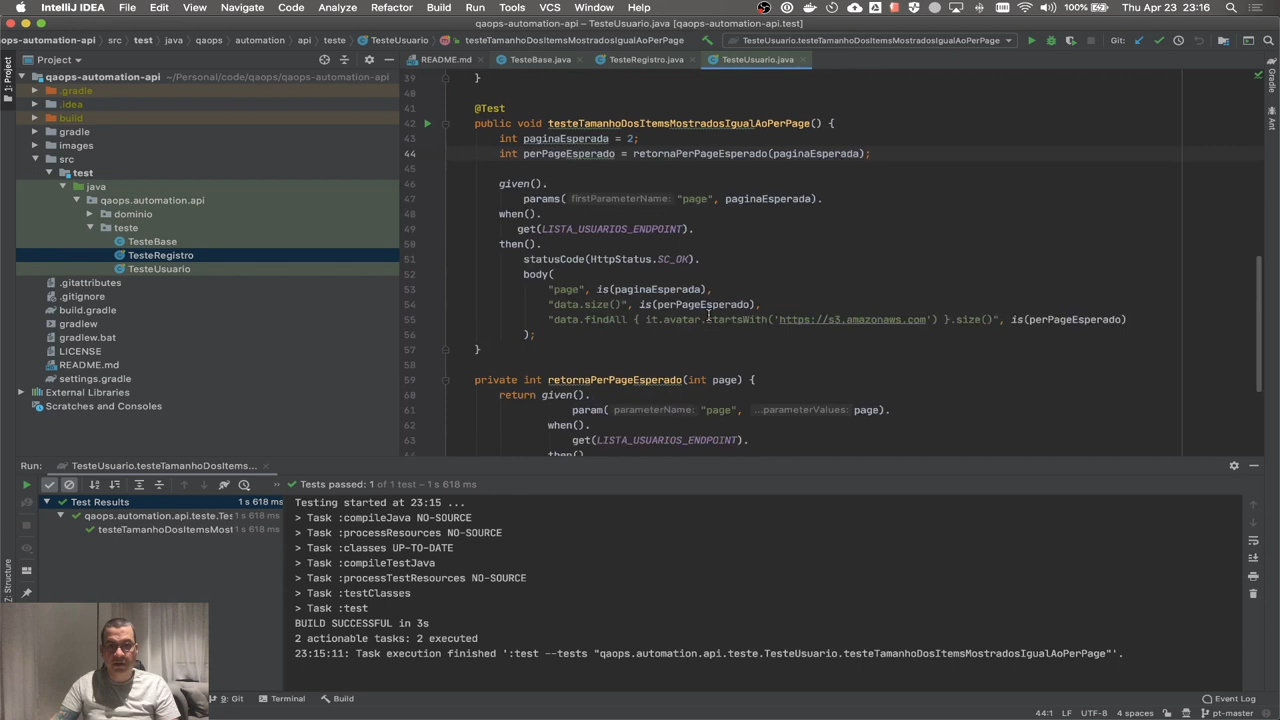 IntelliJ IDEA File Edit View Navigate Code Analyze Refactor Build Run Tools VCS Window Help 100% Thu Apr 23 23:16
qaops-automation-api – TesteUsuario.java [qaops-automation-api.test]
ops-automation-api src test java qaops automation api teste TesteUsuario testeTamanhoDosItemsMostradosIgualAoPerPage TesteUsuario.testeTamanhoDosItemsMostradosIgualAoPerPage Git:
Project README.md TesteBase.java TesteRegistro.java TesteUsuario.java
1: Project
Gradle
Ant
qaops-automation-api ~/Personal/code/qaops/qaops-automation-api
.gradle
.idea
build
gradle
images
src
test
java
qaops.automation.api
dominio
teste
TesteBase
TesteRegistro
TesteUsuario
.gitattributes
.gitignore
build.gradle
gradlew
gradlew.bat
LICENSE
README.md
settings.gradle
External Libraries
Scratches and Consoles
39 }
40
41 @Test
42 public void testeTamanhoDosItemsMostradosIgualAoPerPage() {
43 int paginaEsperada = 2;
44 int perPageEsperado = retornaPerPageEsperado(paginaEsperada);
45
46 given().
47 params( firstParameterName: "page", paginaEsperada).
48 when().
49 get(LISTA_USUARIOS_ENDPOINT).
50 then().
51 statusCode(HttpStatus.SC_OK).
52 body(
53 "page", is(paginaEsperada),
54 "data.size()", is(perPageEsperado),
55 "data.findAll { it.avatar.startsWith('https://s3.amazonaws.com') }.size()", is(perPageEsperado)
56 );
57 }
58
59 private int retornaPerPageEsperado(int page) {
60 return given().
61 param( parameterName: "page", ...parameterValues: page).
62 when().
63 get(LISTA_USUARIOS_ENDPOINT).
then().
Run: TesteUsuario.testeTamanhoDosItems...
Tests passed: 1 of 1 test – 1 s 618 ms
Test Results 1 s 618 ms
qaops.automation.api.teste.Tes 1 s 618 ms
testeTamanhoDosItemsMost 1 s 618 ms
Testing started at 23:15 ...
> Task :compileJava NO-SOURCE
> Task :processResources NO-SOURCE
> Task :classes UP-TO-DATE
> Task :compileTestJava
> Task :processTestResources NO-SOURCE
> Task :testClasses
> Task :test
BUILD SUCCESSFUL in 3s
2 actionable tasks: 2 executed
23:15:11: Task execution finished ':test --tests "qaops.automation.api.teste.TesteUsuario.testeTamanhoDosItemsMostradosIgualAoPerPage"'.
Z: Structure
9: Git Terminal Build Event Log
44:1 LF UTF-8 4 spaces pt-master